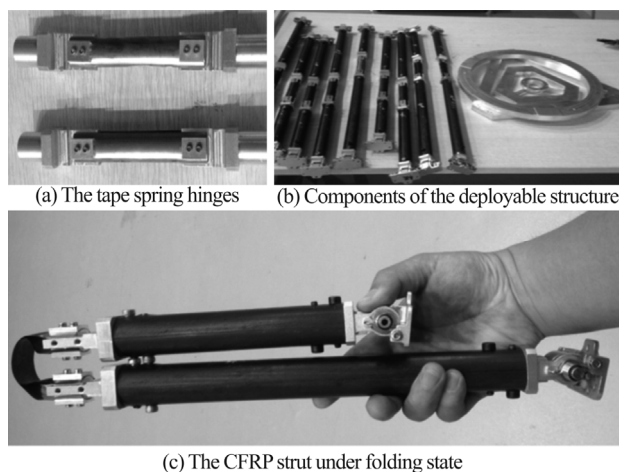 (a) The tape spring hinges
(b) Components of the deployable structure
(c) The CFRP strut under folding state